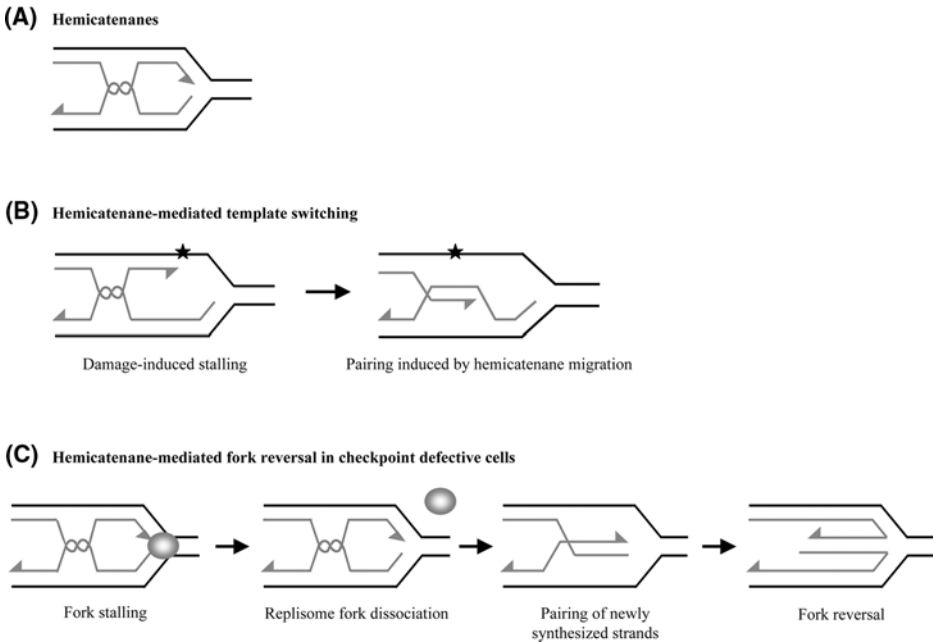 (A) Hemicatenanes
(B) Hemicatenane-mediated template switching
Damage-induced stalling
Pairing induced by hemicatenane migration
(C) Hemicatenane-mediated fork reversal in checkpoint defective cells
Fork stalling
Replisome fork dissociation
Pairing of newly
synthesized strands
Fork reversal